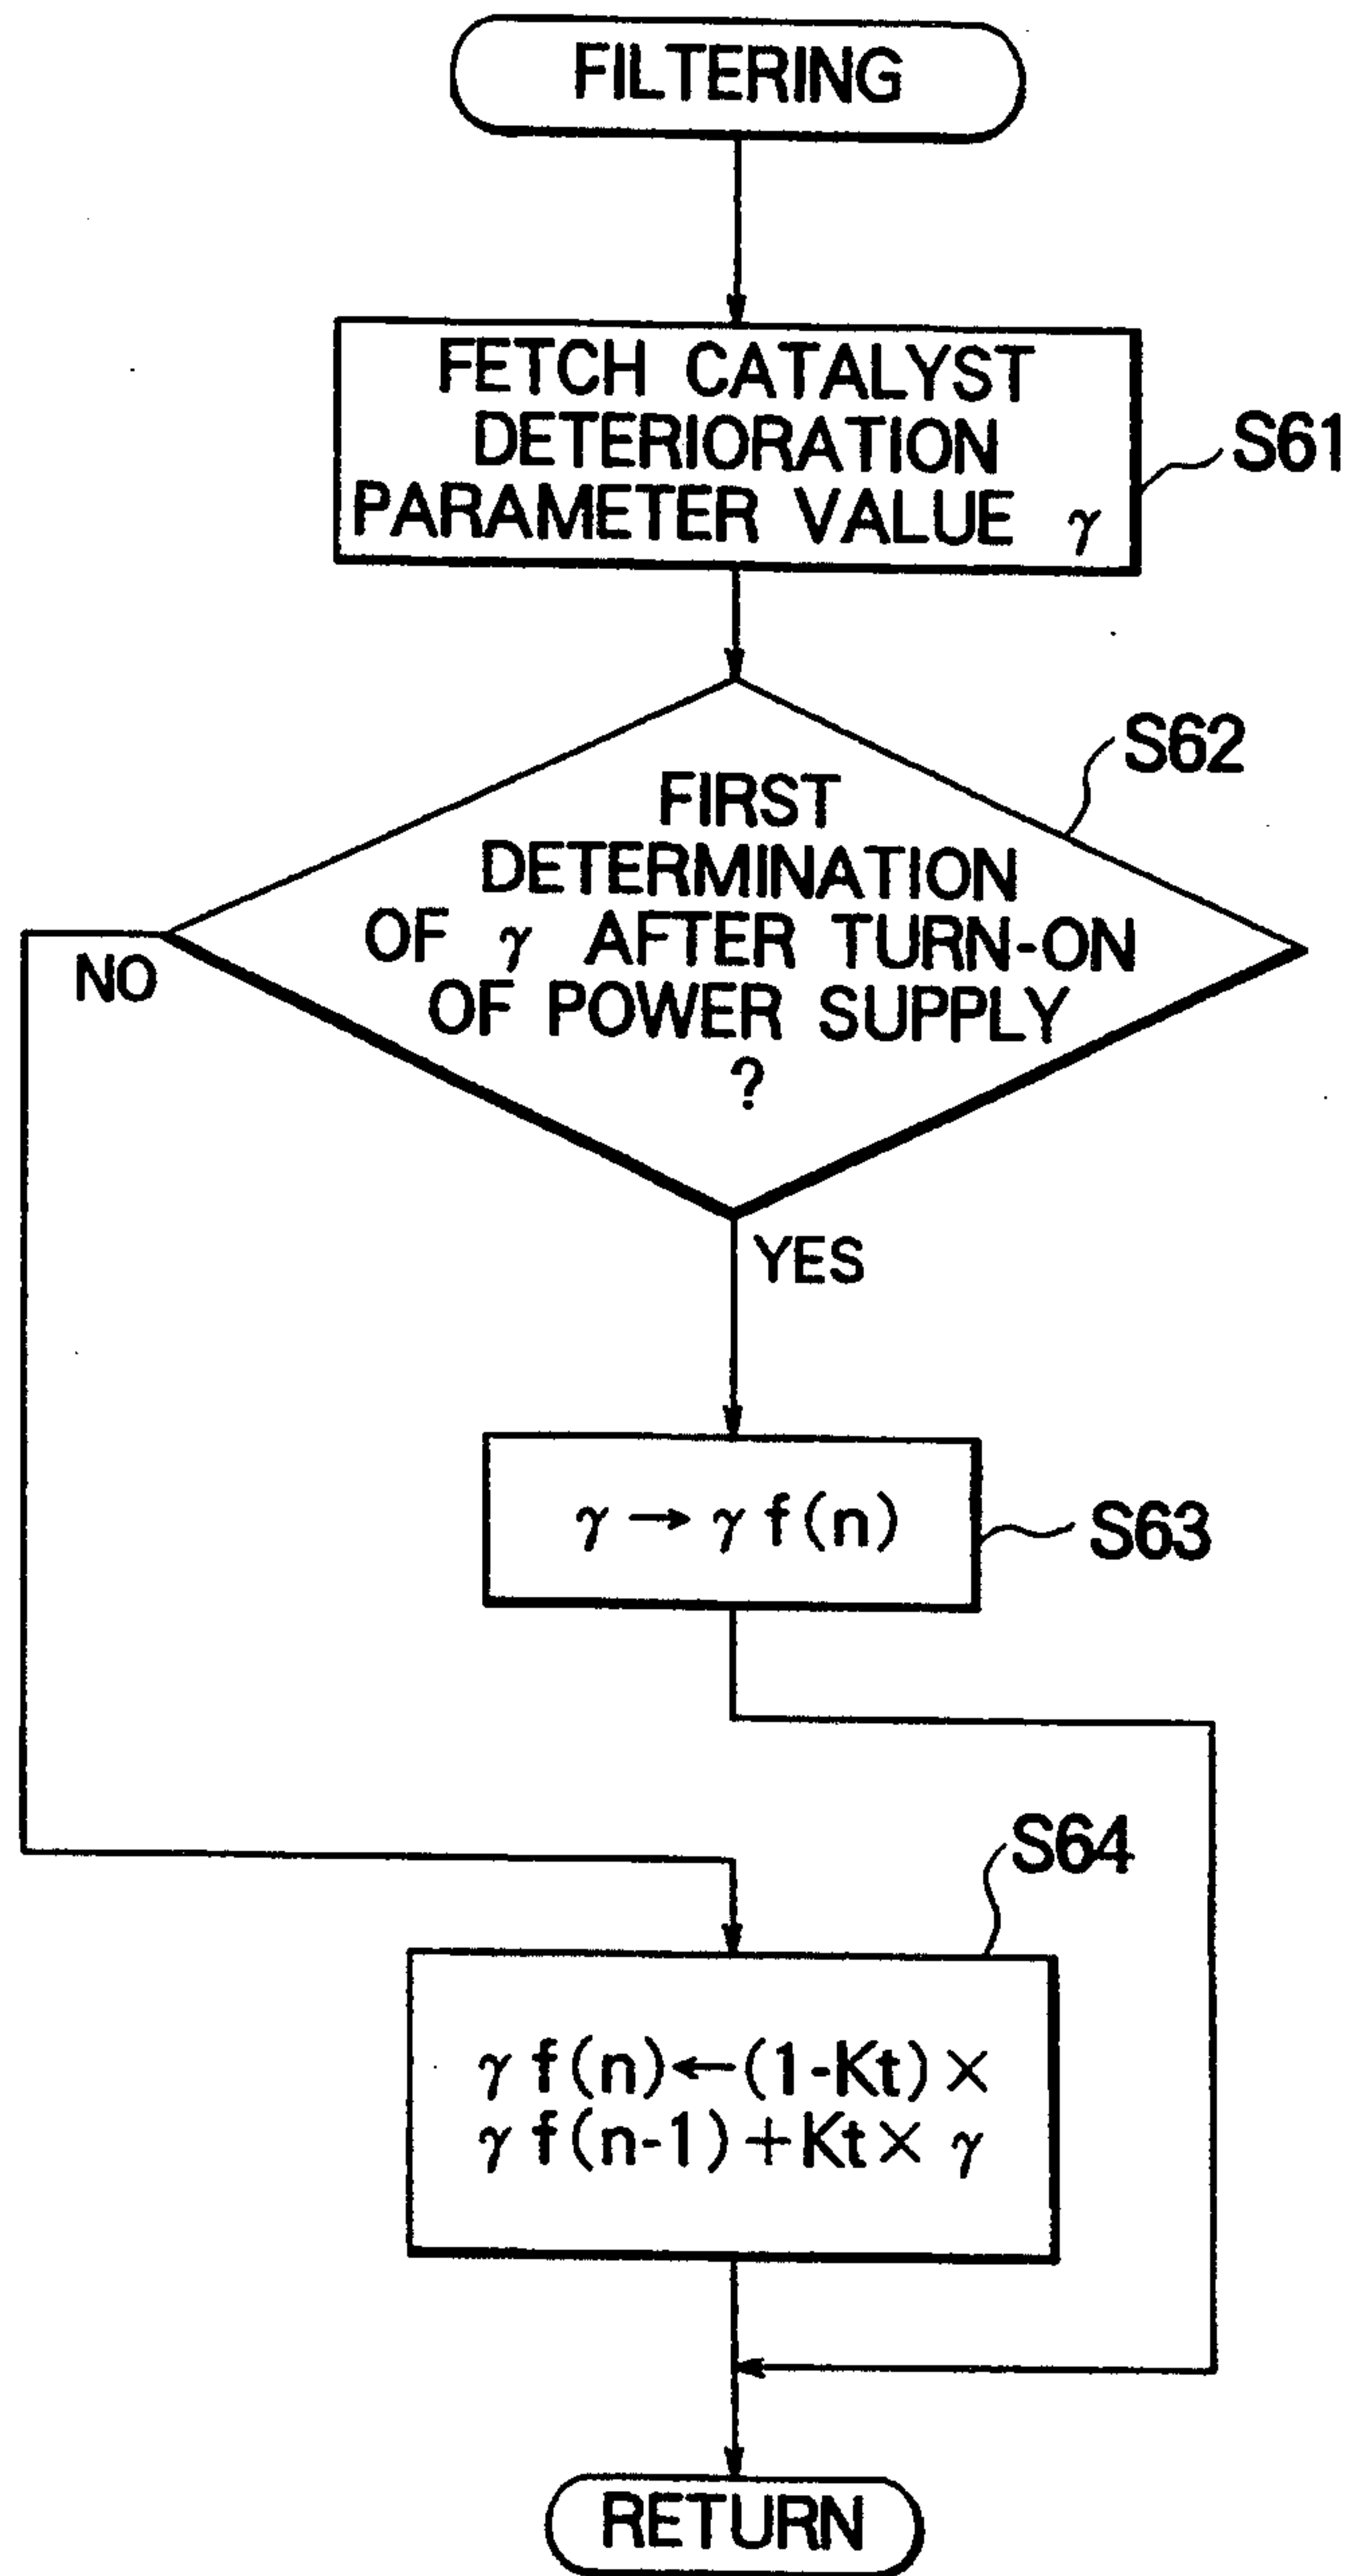 FILTERING
FETCH CATALYST
DETERIORATION
PARAMETER VALUE γ
S61
S62
FIRST
DETERMINATION
OF γ AFTER TURN-ON
OF POWER SUPPLY
?
NO
YES
γ → γ f(n)
S63
S64
γ f(n)←(1-Kt)×
γ f(n-1)+Kt× γ
RETURN